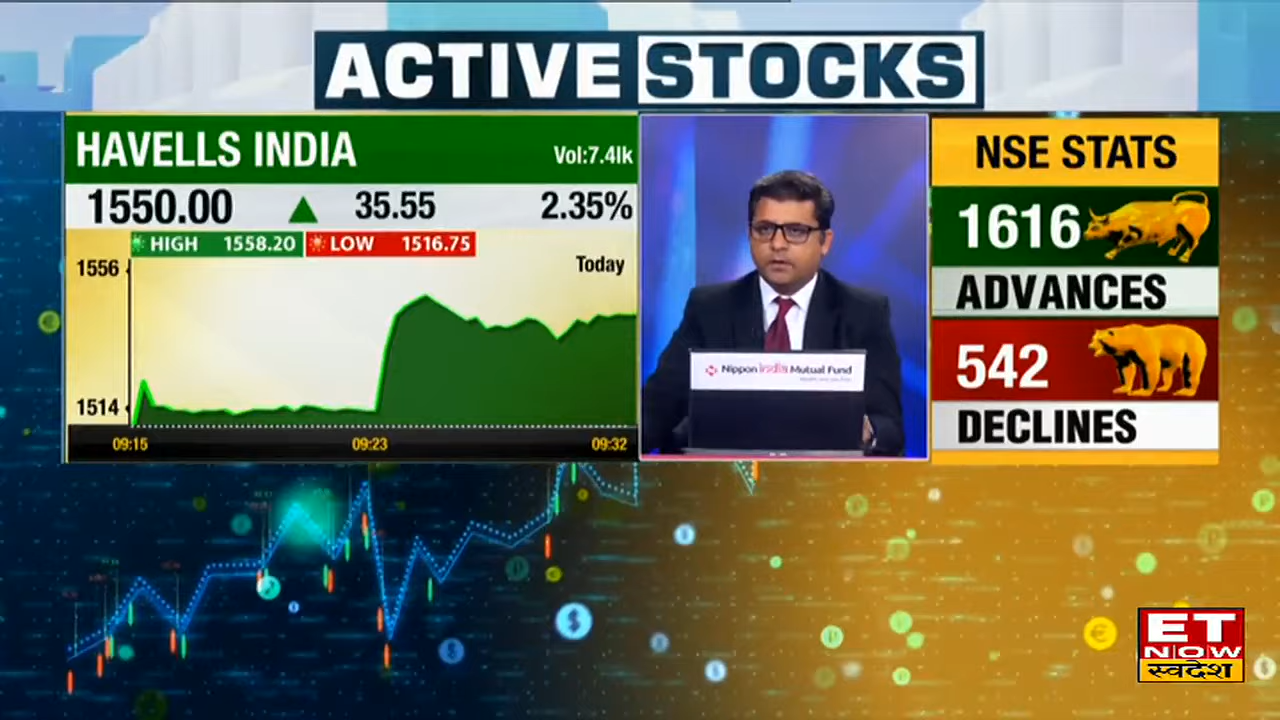 ACTIVE STOCKS
HAVELLS INDIA Vol:7.4lk
1550.00 35.55 2.35%
HIGH 1558.20 LOW 1516.75
Today
1556
1514
09:15 09:23 09:32
Nippon india Mutual Fund
NSE STATS
1616
ADVANCES
542
DECLINES
ET
NOW
स्वदेश